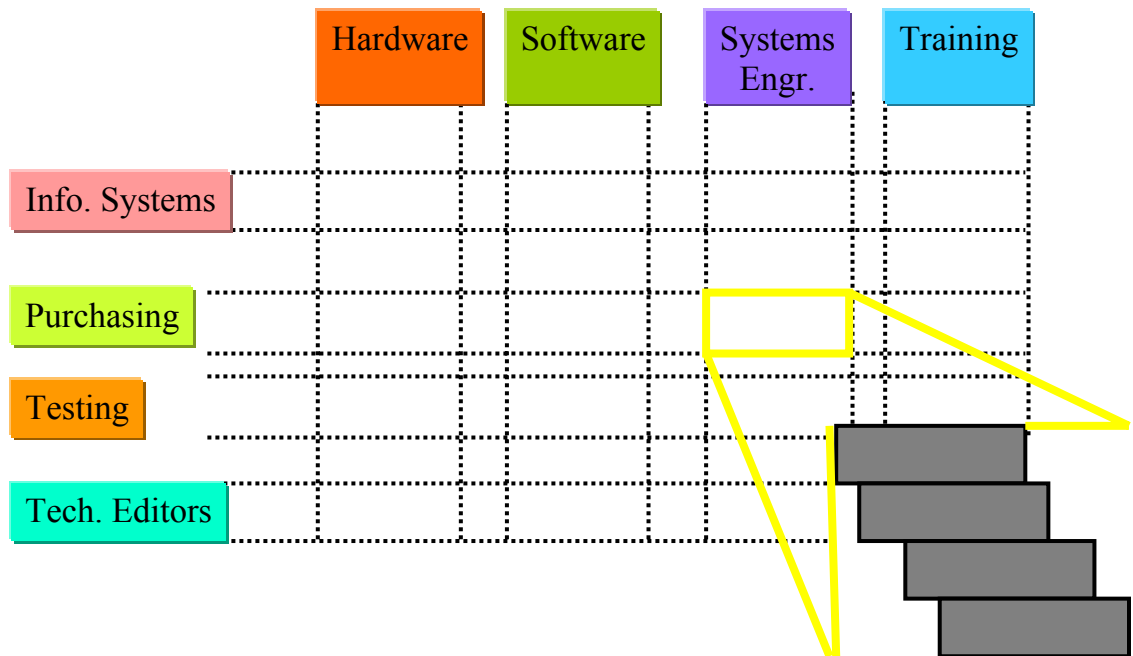 Hardware
Software
Systems
Engr.
Training
Info. Systems
Purchasing
Testing
Tech. Editors